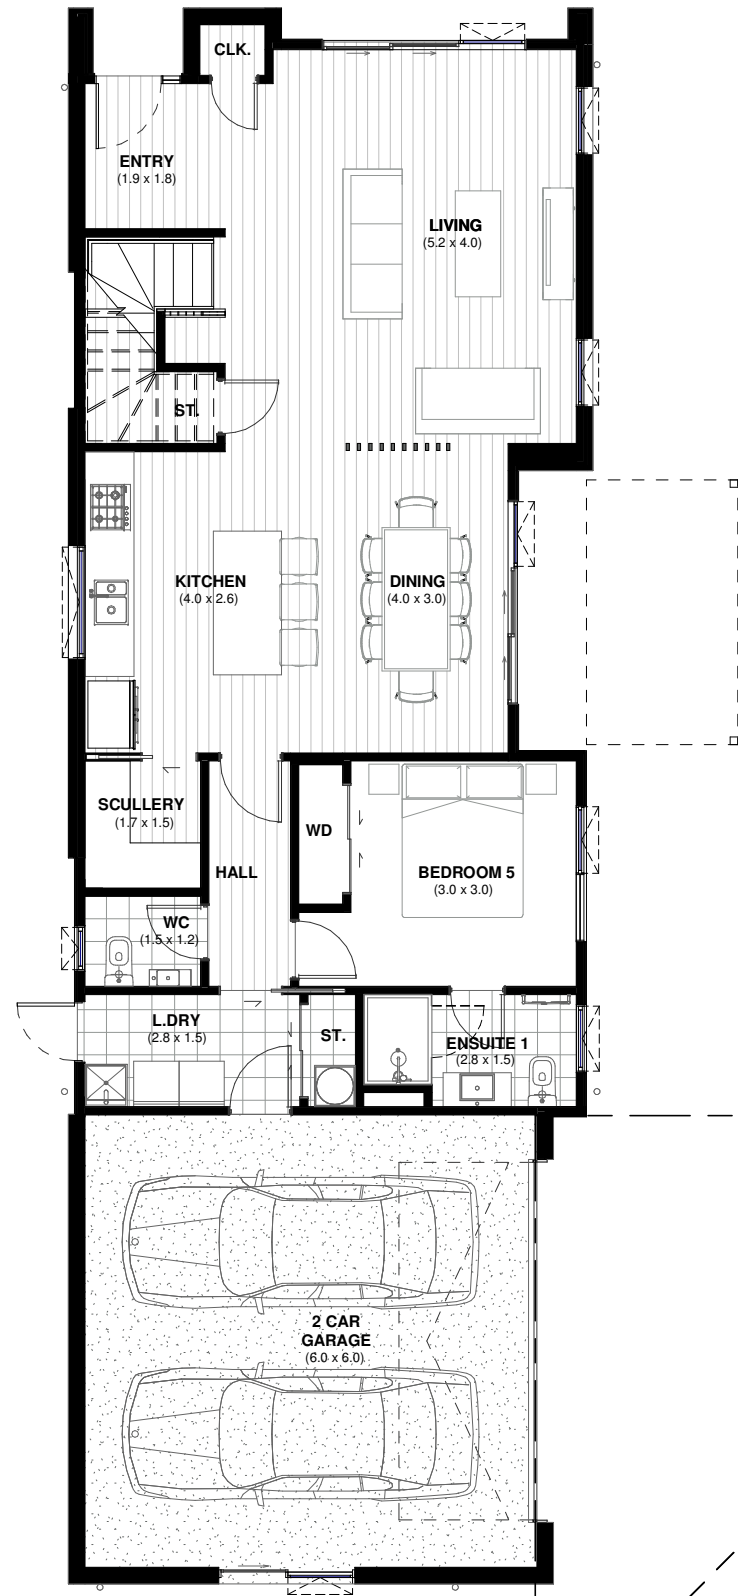 CLK.
ENTRY
(1.9 x 1.8)
LIVING
(5.2 x 4.0)
ST.
KITCHEN
(4.0 x 2.6)
DINING
(4.0 x 3.0)
SCULLERY
(1.7 x 1.5)
WD
HALL
BEDROOM 5
(3.0 x 3.0)
WC
(1.5 x 1.2)
L.DRY
(2.8 x 1.5)
ST.
ENSUITE 1
(2.8 x 1.5)
2 CAR
GARAGE
(6.0 x 6.0)